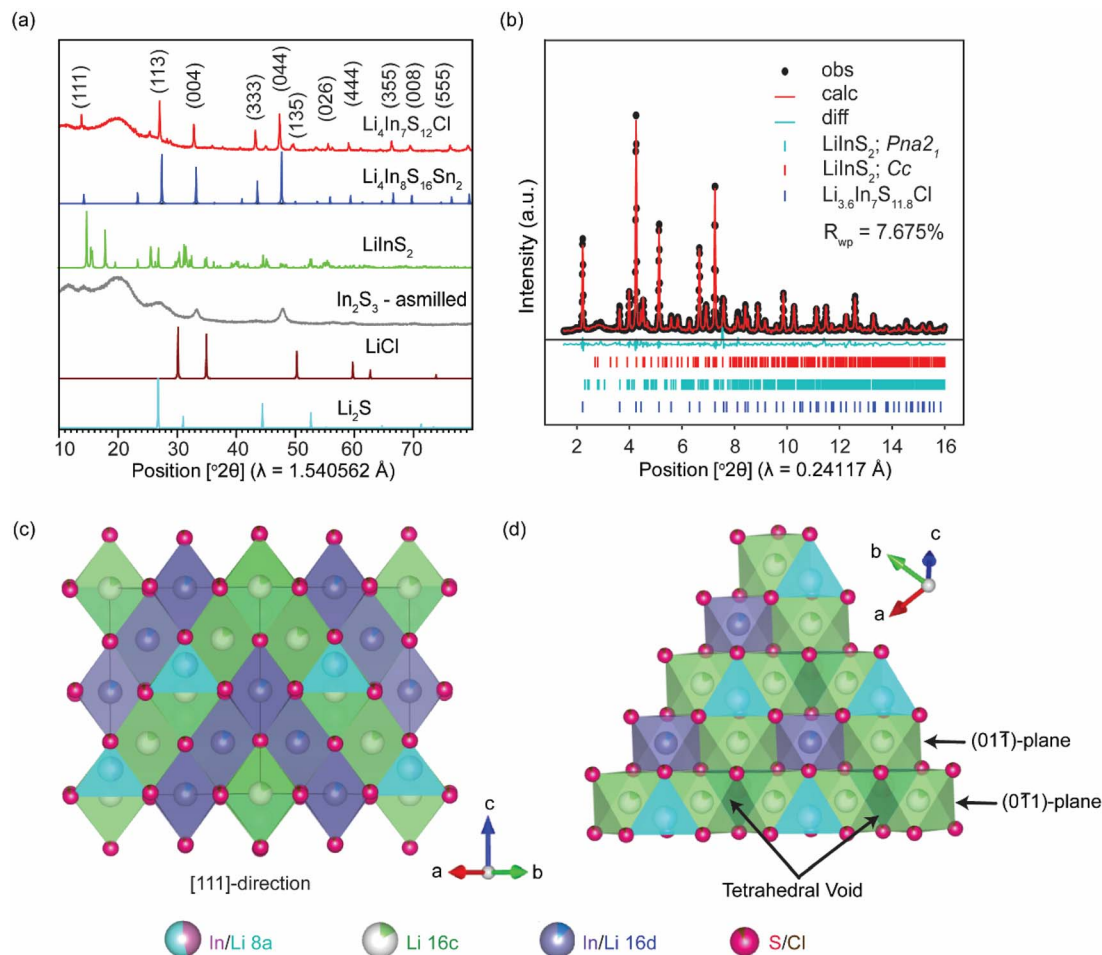 (a)
(111)
(113)
(004)
(333)
(044)
(135)
(026)
(444)
(355)
(008)
(555)
Li₄In₇S₁₂Cl
Li₄In₈S₁₆Sn₂
LiInS₂
In₂S₃ - asmilled
LiCl
Li₂S
10 20 30 40 50 60 70
Position [°2θ] (λ = 1.540562 Å)
(b)
Intensity (a.u.)
obs
calc
diff
LiInS₂; Pna2₁
LiInS₂; Cc
Li₃.₆In₇S₁₁.₈Cl
R_wp = 7.675%
2 4 6 8 10 12 14 16
Position [°2θ] (λ = 0.24117 Å)
(c)
c
a b
[111]-direction
(d)
c
b
a
(011̅)-plane
(01̅1)-plane
Tetrahedral Void
In/Li 8a Li 16c In/Li 16d S/Cl